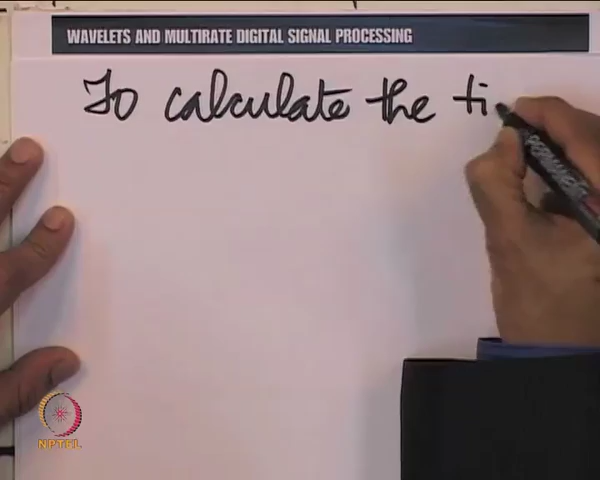 WAVELETS AND MULTIRATE DIGITAL SIGNAL PROCESSING
To calculate the ti
NPTEL